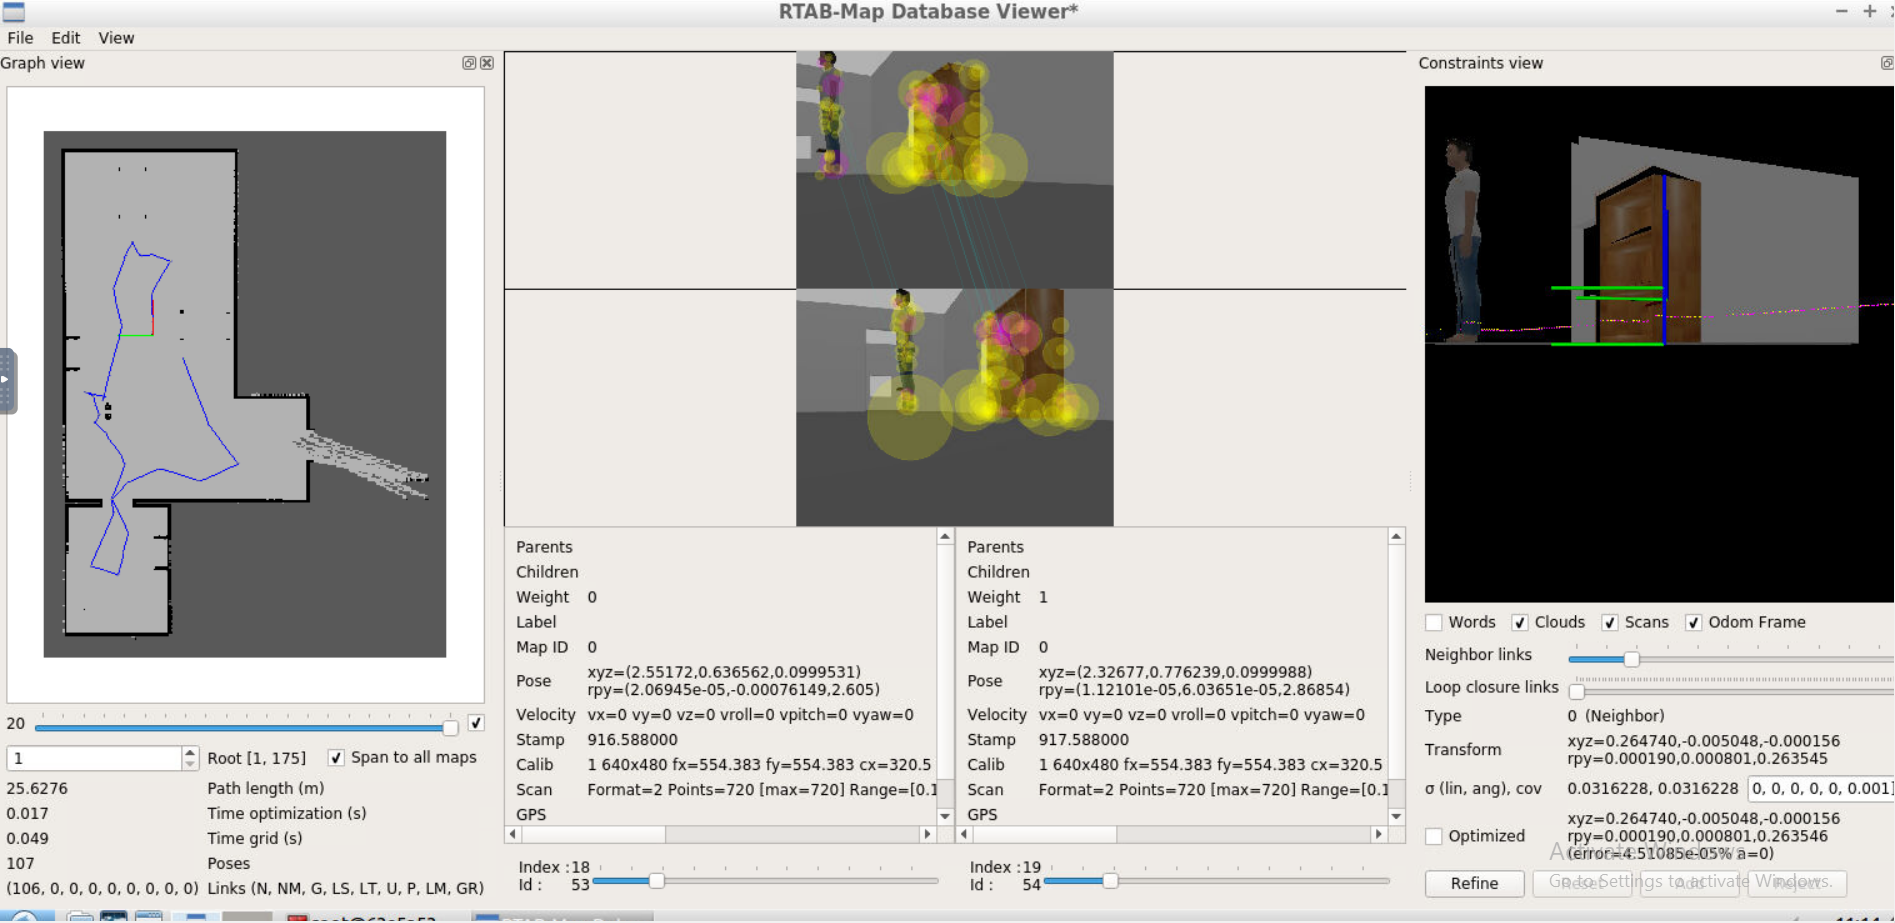 RTAB-Map Database Viewer*
File Edit View
Graph view
20
1 Root [1, 175] Span to all maps
25.6276 Path length (m)
0.017 Time optimization (s)
0.049 Time grid (s)
107 Poses
(106, 0, 0, 0, 0, 0, 0, 0, 0) Links (N, NM, G, LS, LT, U, P, LM, GR)
Parents
Children
Weight 0
Label
Map ID 0
Pose xyz=(2.55172,0.636562,0.0999531)
rpy=(2.06945e-05,-0.00076149,2.605)
Velocity vx=0 vy=0 vz=0 vroll=0 vpitch=0 vyaw=0
Stamp 916.588000
Calib 1 640x480 fx=554.383 fy=554.383 cx=320.5
Scan Format=2 Points=720 [max=720] Range=[0.1
GPS
Index :18
Id : 53
Parents
Children
Weight 1
Label
Map ID 0
Pose xyz=(2.32677,0.776239,0.0999988)
rpy=(1.12101e-05,6.03651e-05,2.86854)
Velocity vx=0 vy=0 vz=0 vroll=0 vpitch=0 vyaw=0
Stamp 917.588000
Calib 1 640x480 fx=554.383 fy=554.383 cx=320.5
Scan Format=2 Points=720 [max=720] Range=[0.1
GPS
Index :19
Id : 54
Constraints view
Words Clouds Scans Odom Frame
Neighbor links
Loop closure links
Type 0 (Neighbor)
Transform xyz=0.264740,-0.005048,-0.000156
rpy=0.000190,0.000801,0.263545
σ (lin, ang), cov 0.0316228, 0.0316228 0, 0, 0, 0, 0, 0.001]
Optimized xyz=0.264740,-0.005048,-0.000156
rpy=0.000190,0.000801,0.263546
(error=4.51085e-05% a=0)
Activate Windows
Go to Settings to activate Windows.
Refine Reset Add Reject